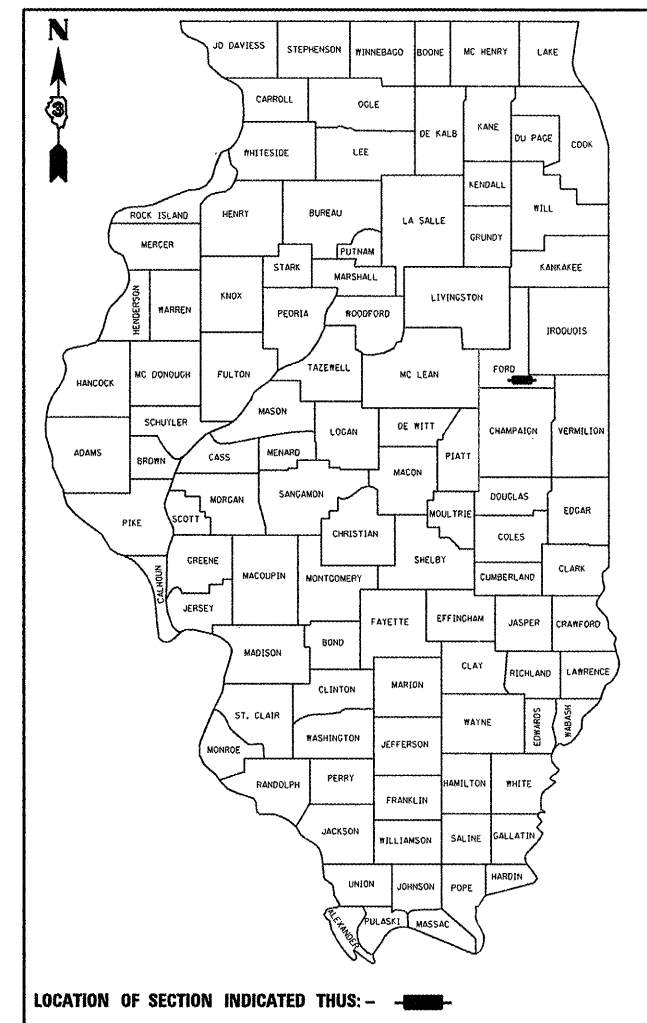 N
3
JO DAVIESS STEPHENSON WINNEBAGO BOONE MC HENRY LAKE
CARROLL OGLE DE KALB KANE DU PAGE COOK
WHITESIDE LEE
KENDALL
ROCK ISLAND HENRY BUREAU LA SALLE GRUNDY WILL
MERCER PUTNAM
STARK MARSHALL KANKAKEE
HENDERSON WARREN KNOX PEORIA WOODFORD LIVINGSTON IROQUOIS
HANCOCK MC DONOUGH FULTON TAZEWELL MC LEAN FORD
MASON
ADAMS SCHUYLER LOGAN DE WITT CHAMPAIGN VERMILION
BROWN CASS MENARD MACON PIATT
MORGAN SANGAMON DOUGLAS EDGAR
PIKE SCOTT CHRISTIAN MOULTRIE COLES
GREENE MACOUPIN MONTGOMERY SHELBY CUMBERLAND CLARK
CALHOUN JERSEY
FAYETTE EFFINGHAM JASPER CRAWFORD
MADISON BOND
CLAY RICHLAND LAWRENCE
CLINTON MARION
ST. CLAIR WAYNE EDWARDS WABASH
MONROE WASHINGTON JEFFERSON
RANDOLPH PERRY HAMILTON WHITE
FRANKLIN
JACKSON WILLIAMSON SALINE GALLATIN
UNION JOHNSON POPE HARDIN
ALEXANDER PULASKI MASSAC
LOCATION OF SECTION INDICATED THUS: –